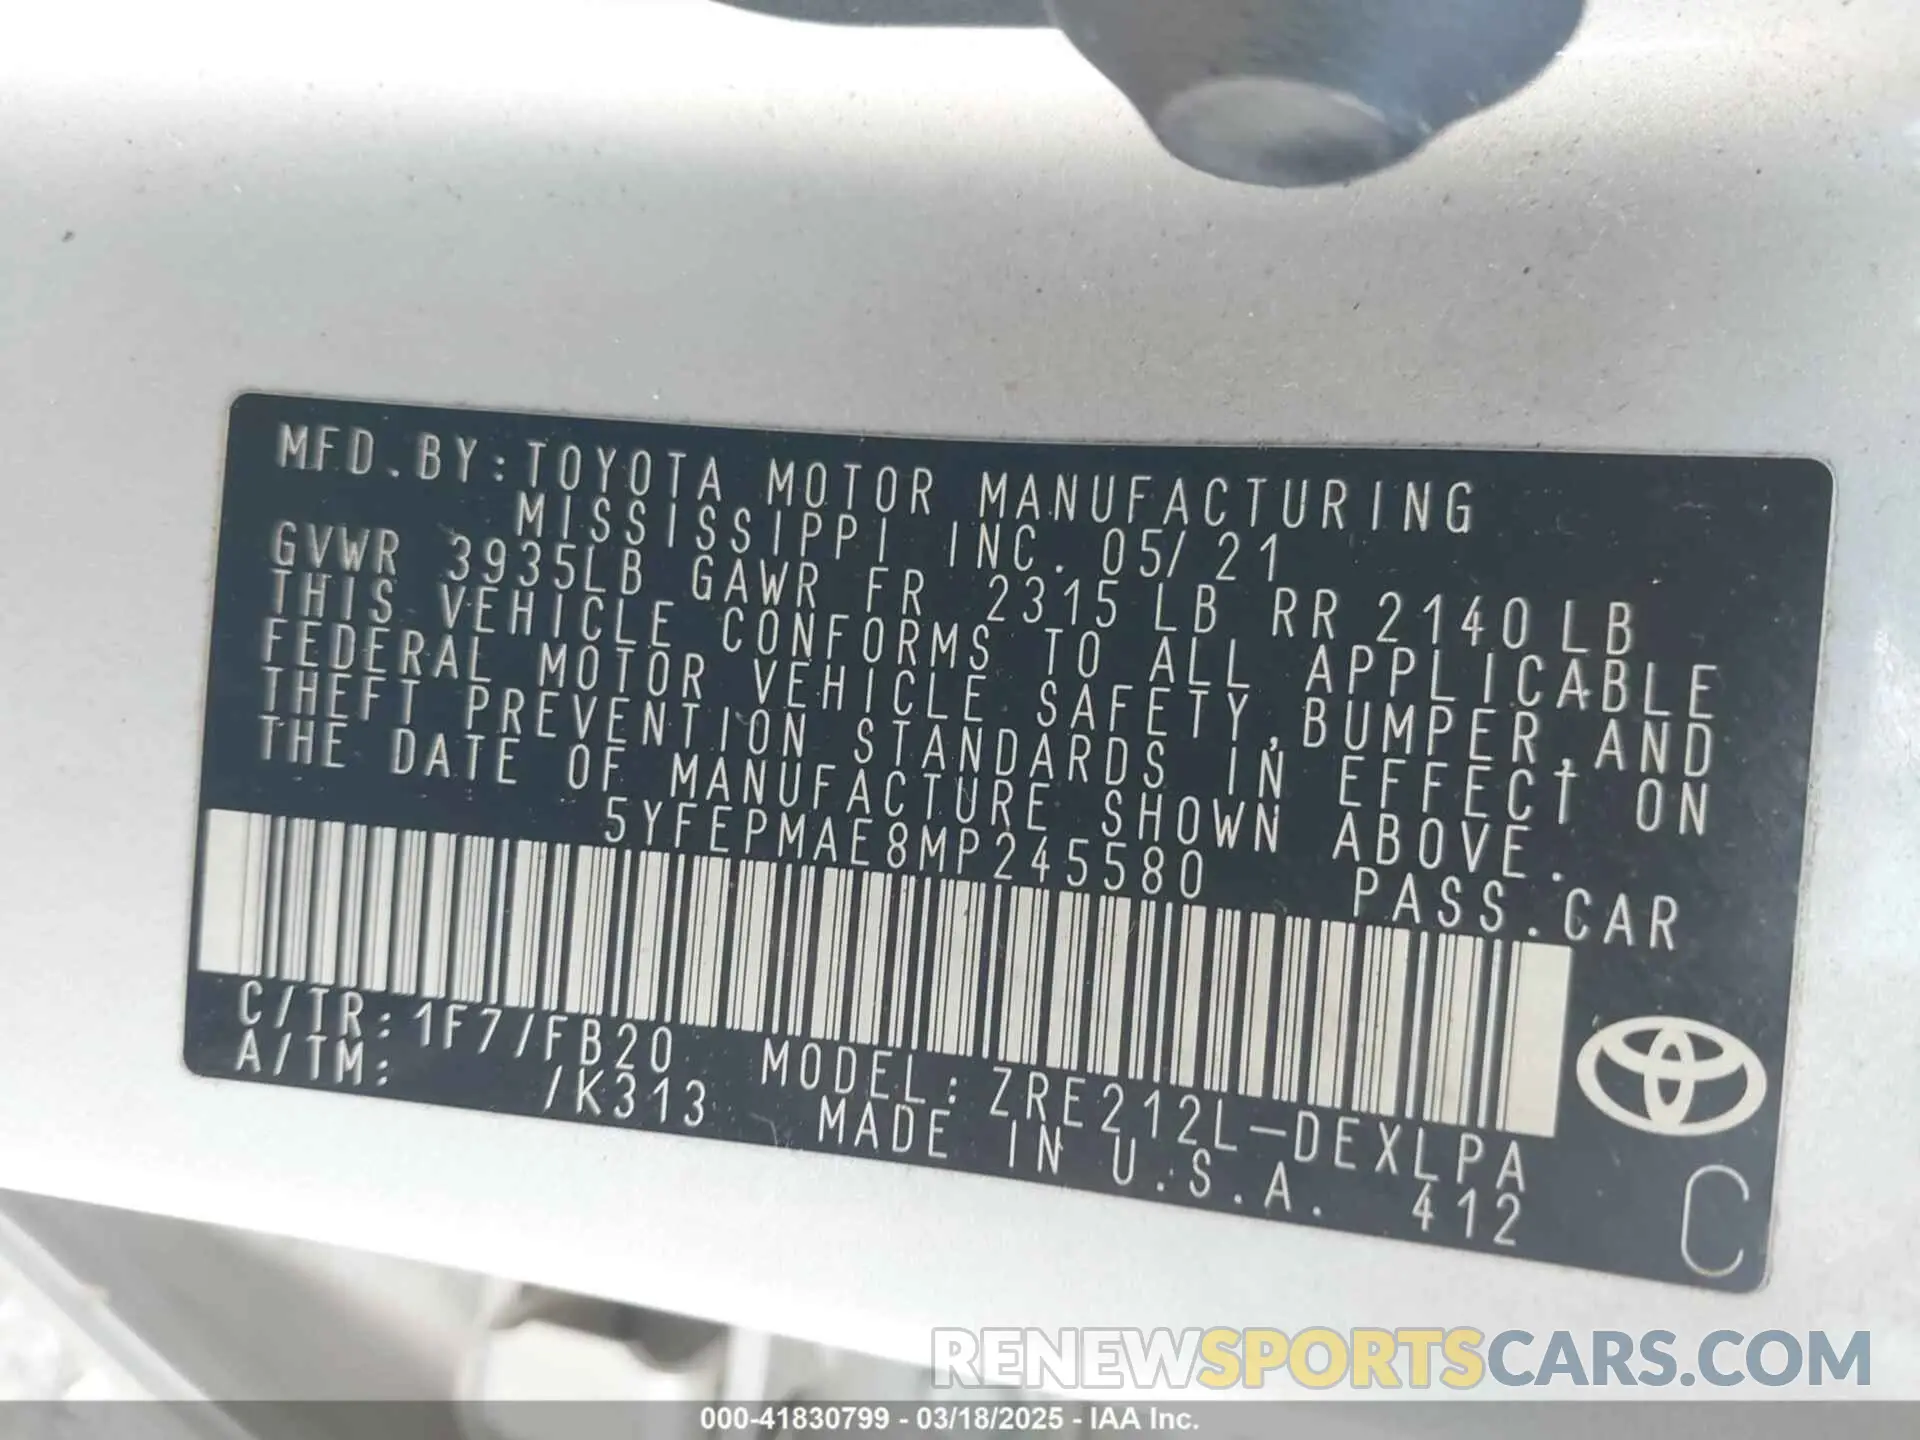 MFD.BY:TOYOTA MOTOR MANUFACTURING
MISSISSIPPI INC. 05/21
GVWR 3935LB GAWR FR 2315LB RR 2140LB
THIS VEHICLE CONFORMS TO ALL APPLICABLE
FEDERAL MOTOR VEHICLE SAFETY,BUMPER,AND
THEFT PREVENTION STANDARDS IN EFFECT ON
THE DATE OF MANUFACTURE SHOWN ABOVE.
5YFEPMAE8MP245580 PASS.CAR
C/TR:1F7/FB20 MODEL:ZRE212L-DEXLPA
A/TM: /K313 MADE IN U.S.A. 412
C
RENEWSPORTSCARS.COM
000-41830799 - 03/18/2025 - IAA Inc.